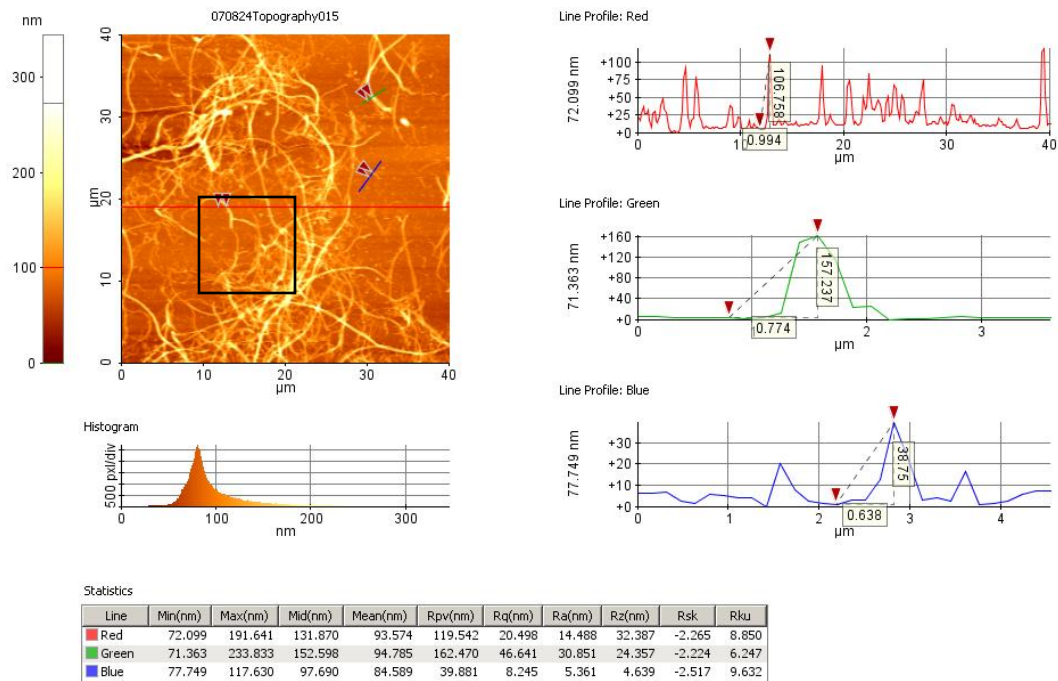 nm
070824Topography015
300
200
100
0
40
30
20
10
0
µm
0 10 20 30 40
µm
Histogram
500 pxl/div
0 100 200 300
nm
Line Profile: Red
72.099 nm
+100
+75
+50
+25
+0
106.758
0.994
0 10 20 30 40
µm
Line Profile: Green
71.363 nm
+160
+120
+80
+40
+0
157.237
0.774
0 2 3
µm
Line Profile: Blue
77.749 nm
+30
+20
+10
+0
38.75
0.638
0 1 2 3 4
µm
Statistics
Line Min(nm) Max(nm) Mid(nm) Mean(nm) Rpv(nm) Rq(nm) Ra(nm) Rz(nm) Rsk Rku
Red 72.099 191.641 131.870 93.574 119.542 20.498 14.488 32.387 -2.265 8.850
Green 71.363 233.833 152.598 94.785 162.470 46.641 30.851 24.357 -2.224 6.247
Blue 77.749 117.630 97.690 84.589 39.881 8.245 5.361 4.639 -2.517 9.632